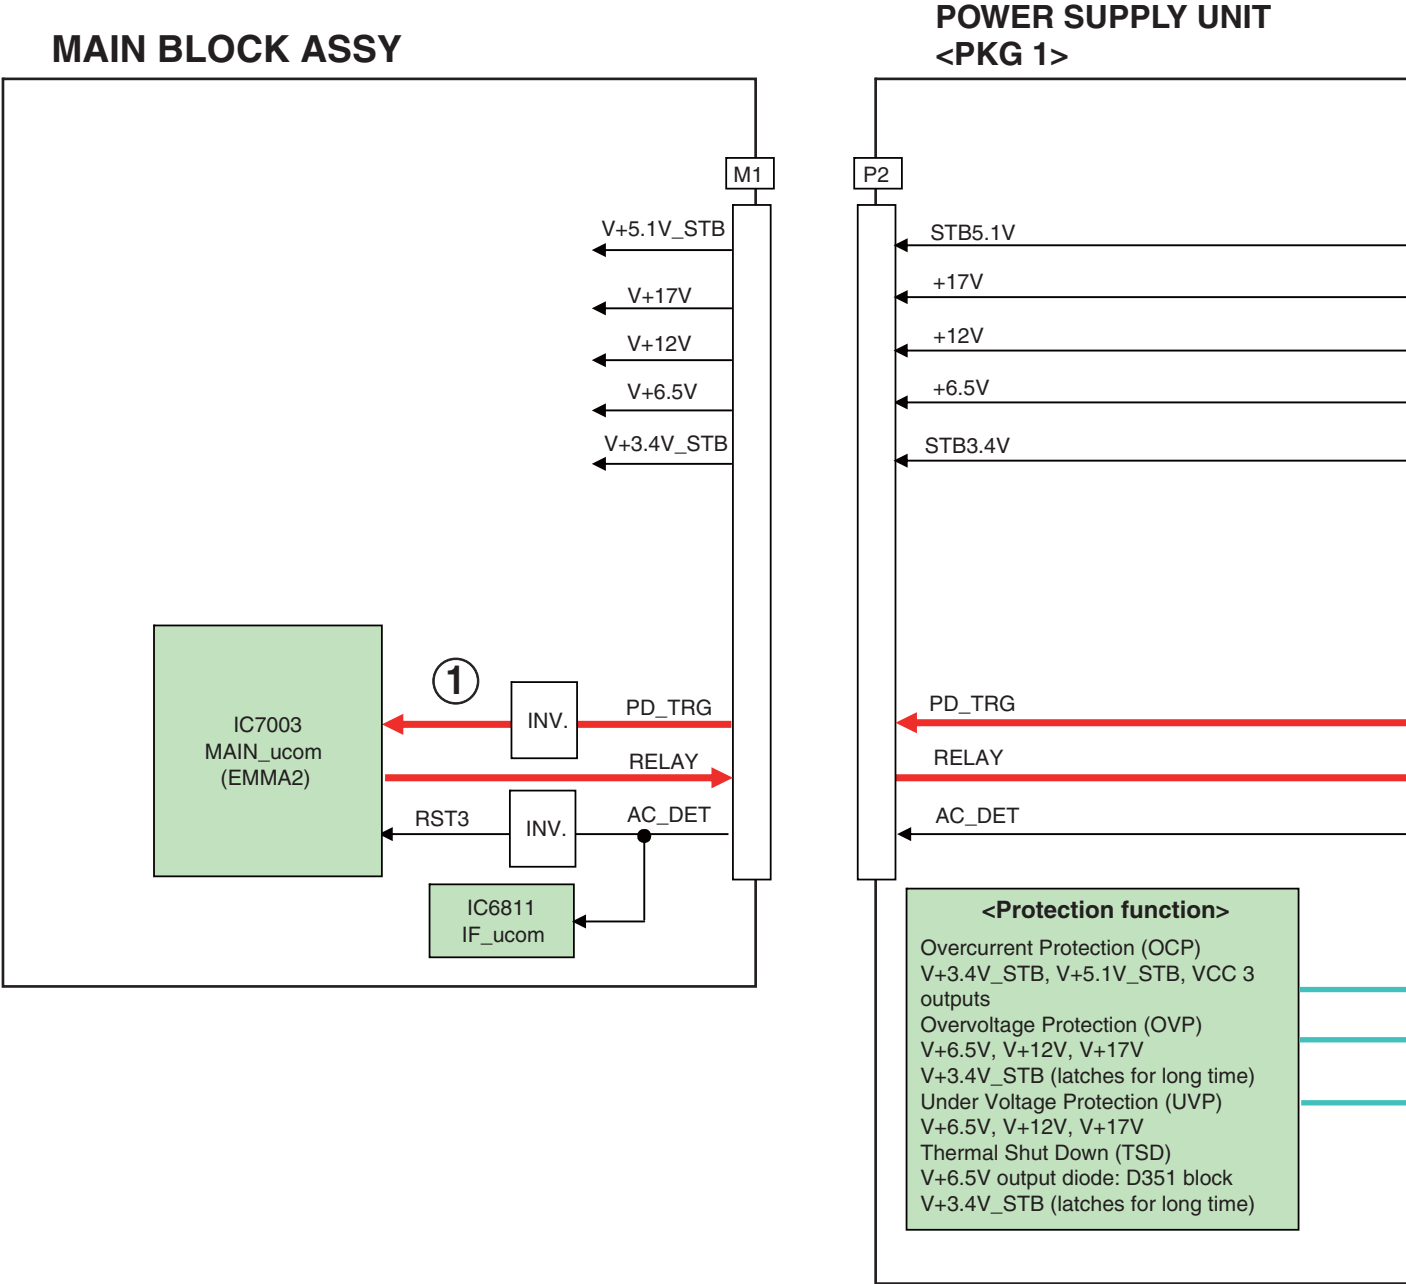 MAIN BLOCK ASSY
POWER SUPPLY UNIT
<PKG 1>
M1
V+5.1V_STB
V+17V
V+12V
V+6.5V
V+3.4V_STB
P2
STB5.1V
+17V
+12V
+6.5V
STB3.4V
IC7003
MAIN_ucom
(EMMA2)
1
INV.
PD_TRG
RELAY
RST3
INV.
AC_DET
IC6811
IF_ucom
PD_TRG
RELAY
AC_DET
<Protection function>
Overcurrent Protection (OCP)
V+3.4V_STB, V+5.1V_STB, VCC 3
outputs
Overvoltage Protection (OVP)
V+6.5V, V+12V, V+17V
V+3.4V_STB (latches for long time)
Under Voltage Protection (UVP)
V+6.5V, V+12V, V+17V
Thermal Shut Down (TSD)
V+6.5V output diode: D351 block
V+3.4V_STB (latches for long time)